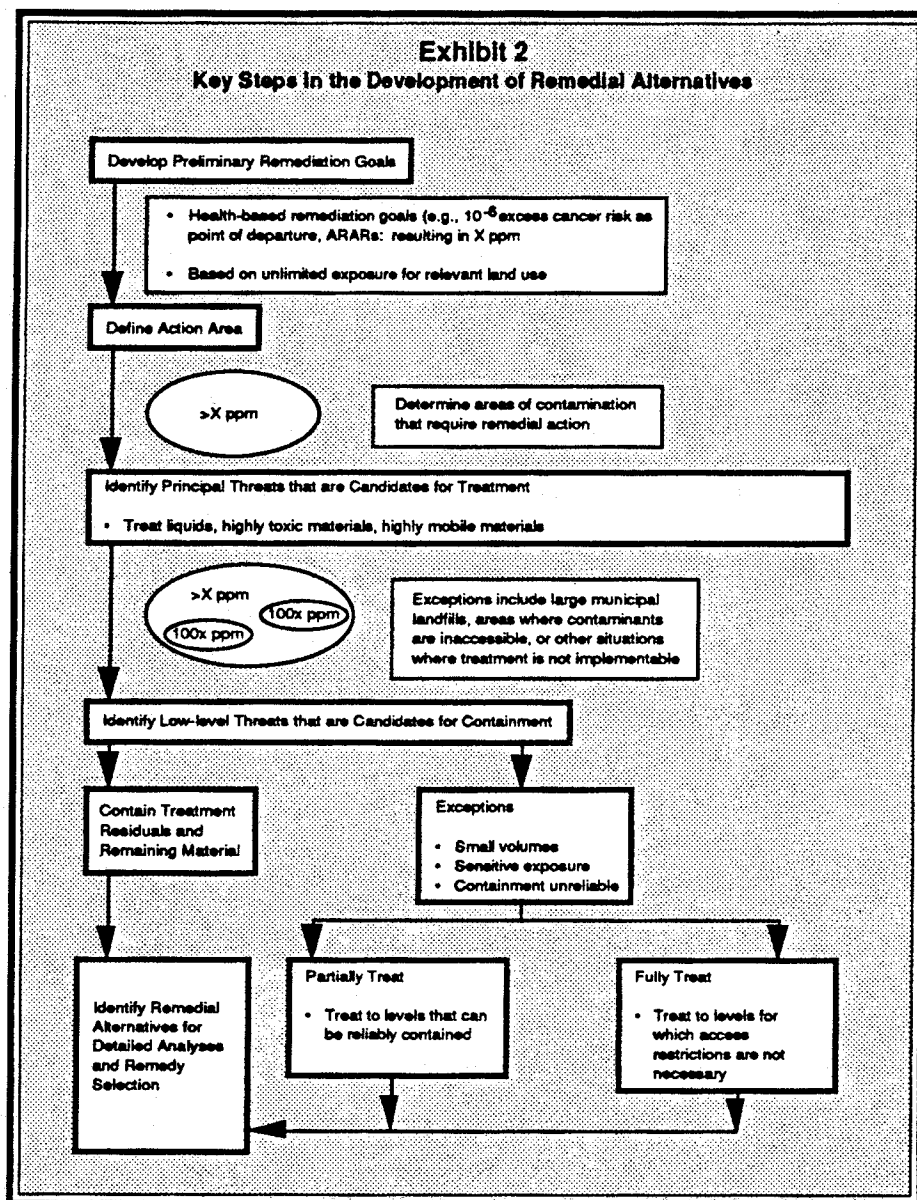 Exhibit 2
Key Steps in the Development of Remedial Alternatives
Develop Preliminary Remediation Goals
• Health-based remediation goals (e.g., 10⁻⁶ excess cancer risk as
point of departure, ARARs: resulting in X ppm
• Based on unlimited exposure for relevant land use
Define Action Area
>X ppm
Determine areas of contamination
that require remedial action
Identify Principal Threats that are Candidates for Treatment
• Treat liquids, highly toxic materials, highly mobile materials
>X ppm
100x ppm
100x ppm
Exceptions include large municipal
landfills, areas where contaminants
are inaccessible, or other situations
where treatment is not implementable
Identify Low-level Threats that are Candidates for Containment
Contain Treatment
Residuals and
Remaining Material
Exceptions
• Small volumes
• Sensitive exposure
• Containment unreliable
Identify Remedial
Alternatives for
Detailed Analyses
and Remedy
Selection
Partially Treat
• Treat to levels that can
be reliably contained
Fully Treat
• Treat to levels for
which access
restrictions are not
necessary